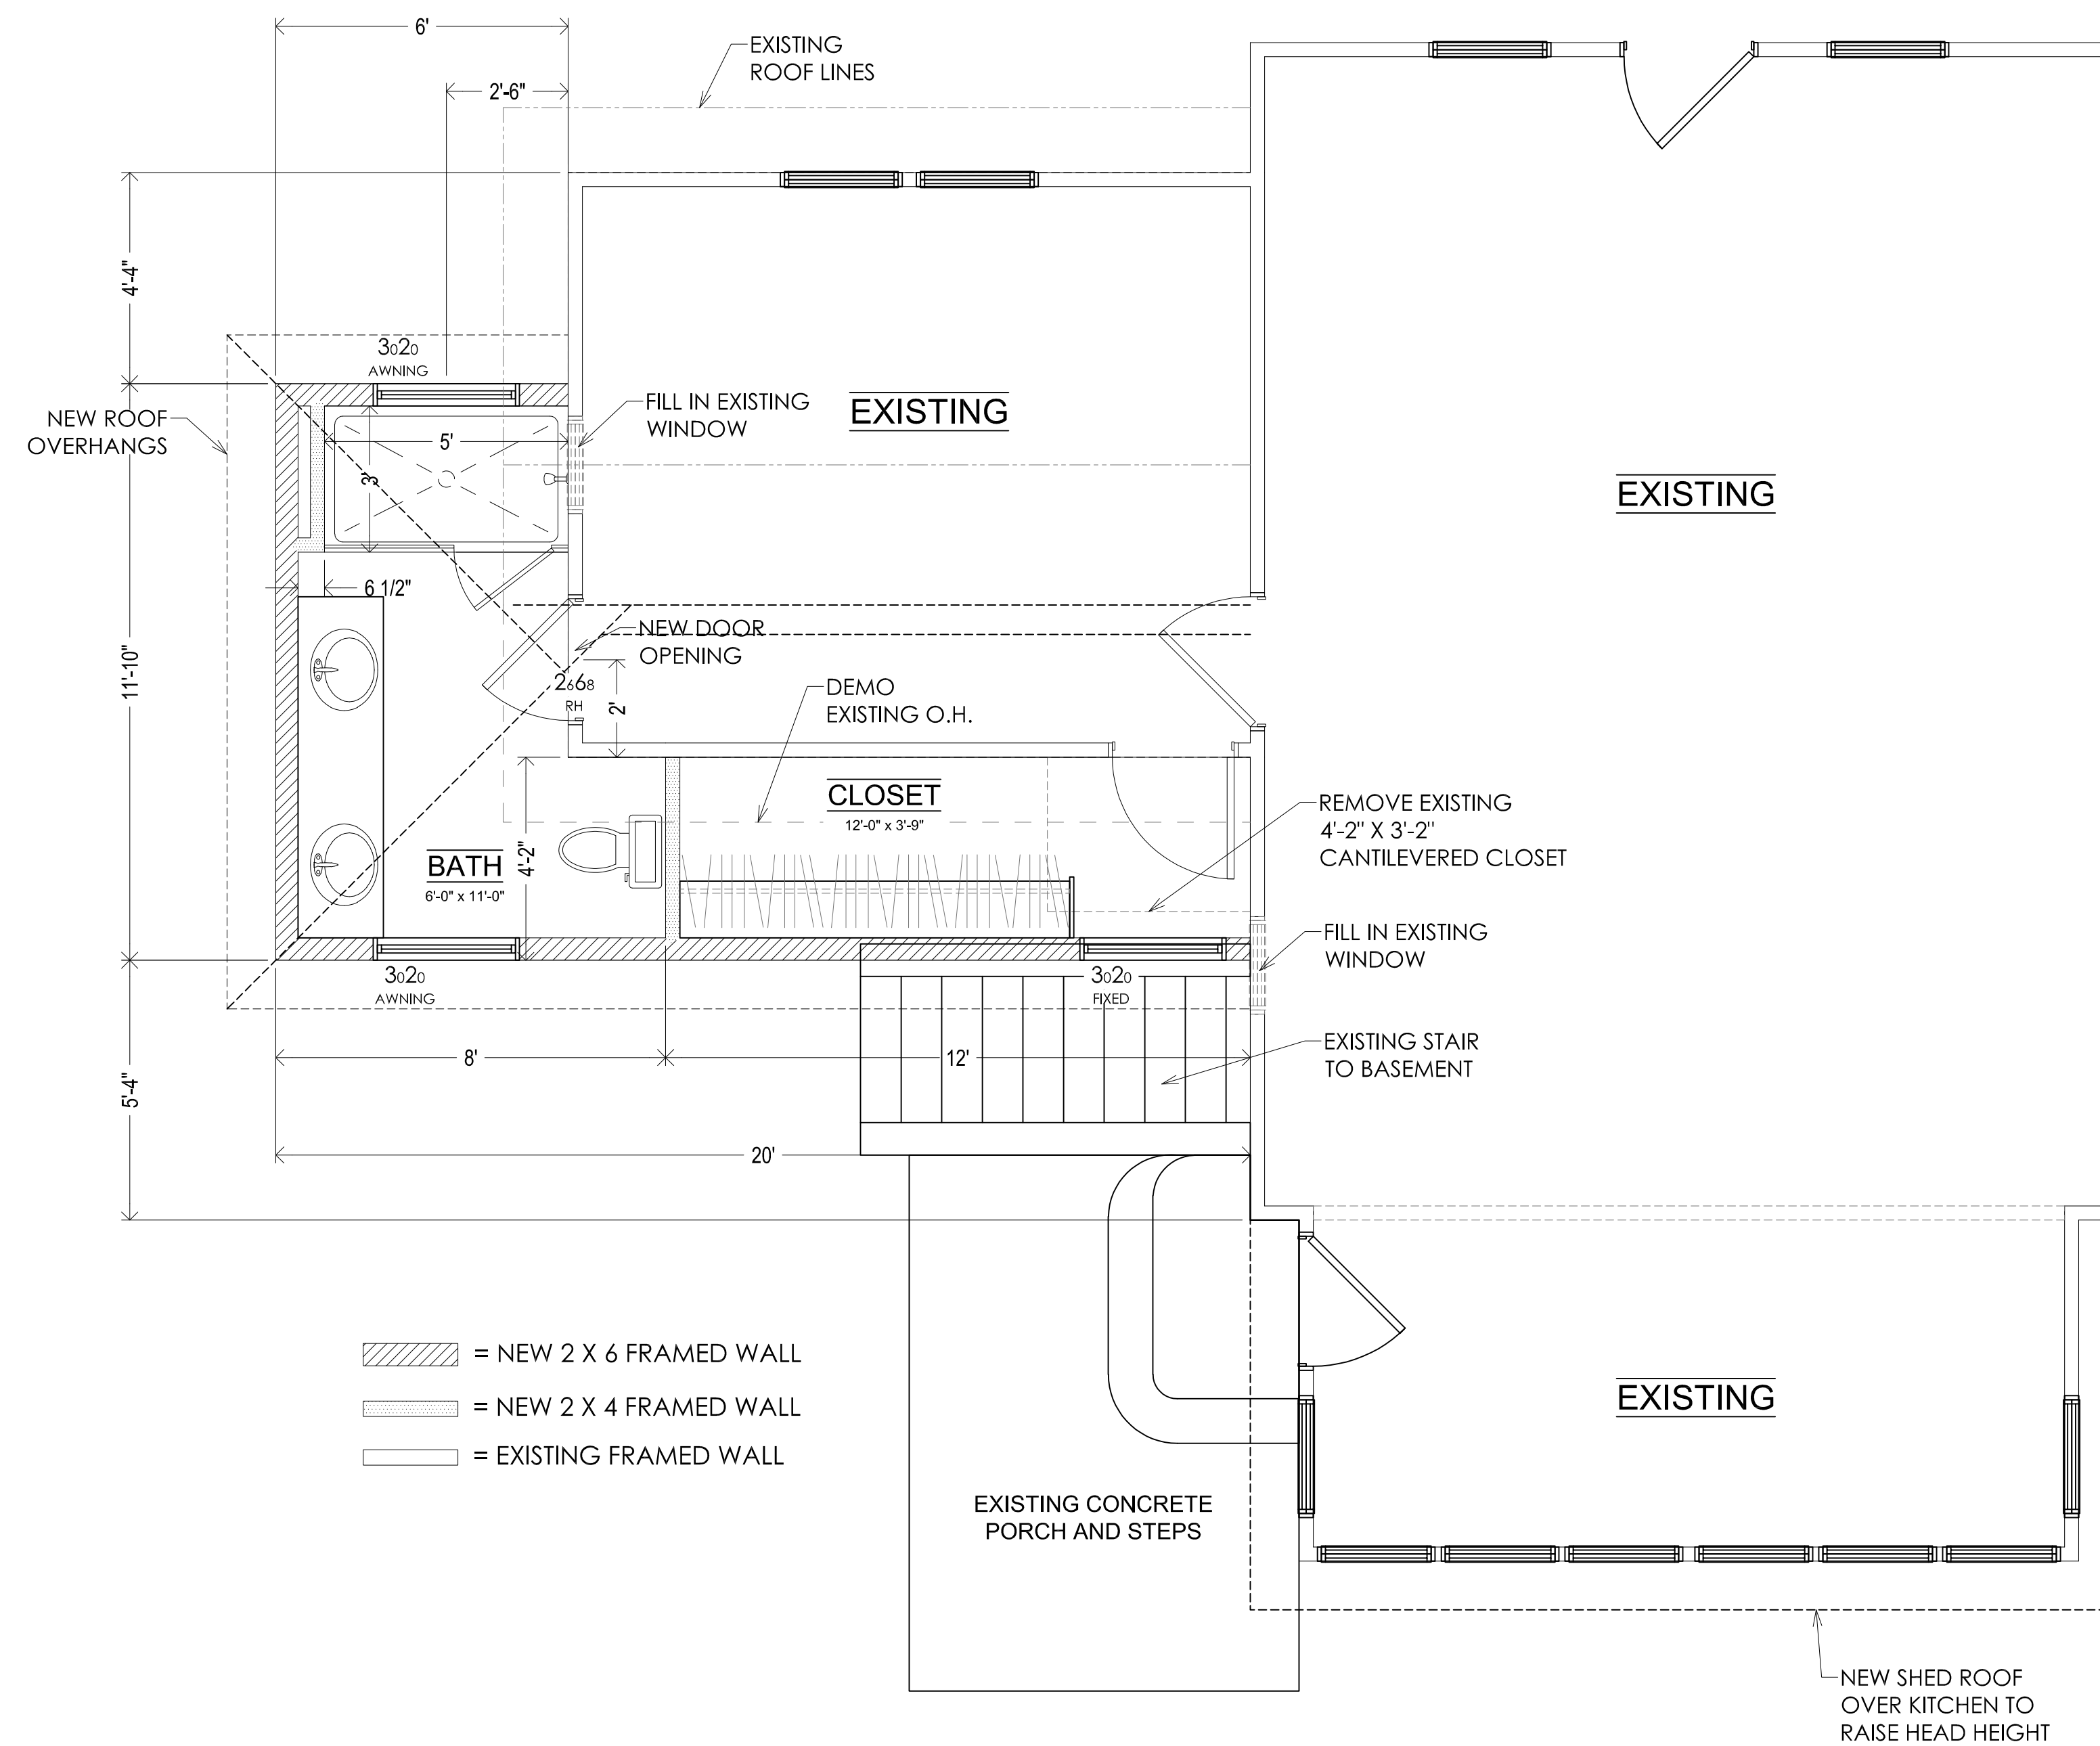 6'
EXISTING
ROOF LINES
2'-6"
4'-4"
3020
AWNING
NEW ROOF
OVERHANGS
FILL IN EXISTING
WINDOW
EXISTING
5'
3'
EXISTING
6 1/2"
NEW DOOR
OPENING
11'-10"
2668
RH
2'
DEMO
EXISTING O.H.
CLOSET
12'-0" x 3'-9"
REMOVE EXISTING
4'-2" X 3'-2"
CANTILEVERED CLOSET
BATH
6'-0" x 11'-0"
4'-2"
FILL IN EXISTING
WINDOW
3020
AWNING
3020
FIXED
8'
12'
EXISTING STAIR
TO BASEMENT
5'-4"
20'
= NEW 2 X 6 FRAMED WALL
= NEW 2 X 4 FRAMED WALL
= EXISTING FRAMED WALL
EXISTING
EXISTING CONCRETE
PORCH AND STEPS
NEW SHED ROOF
OVER KITCHEN TO
RAISE HEAD HEIGHT